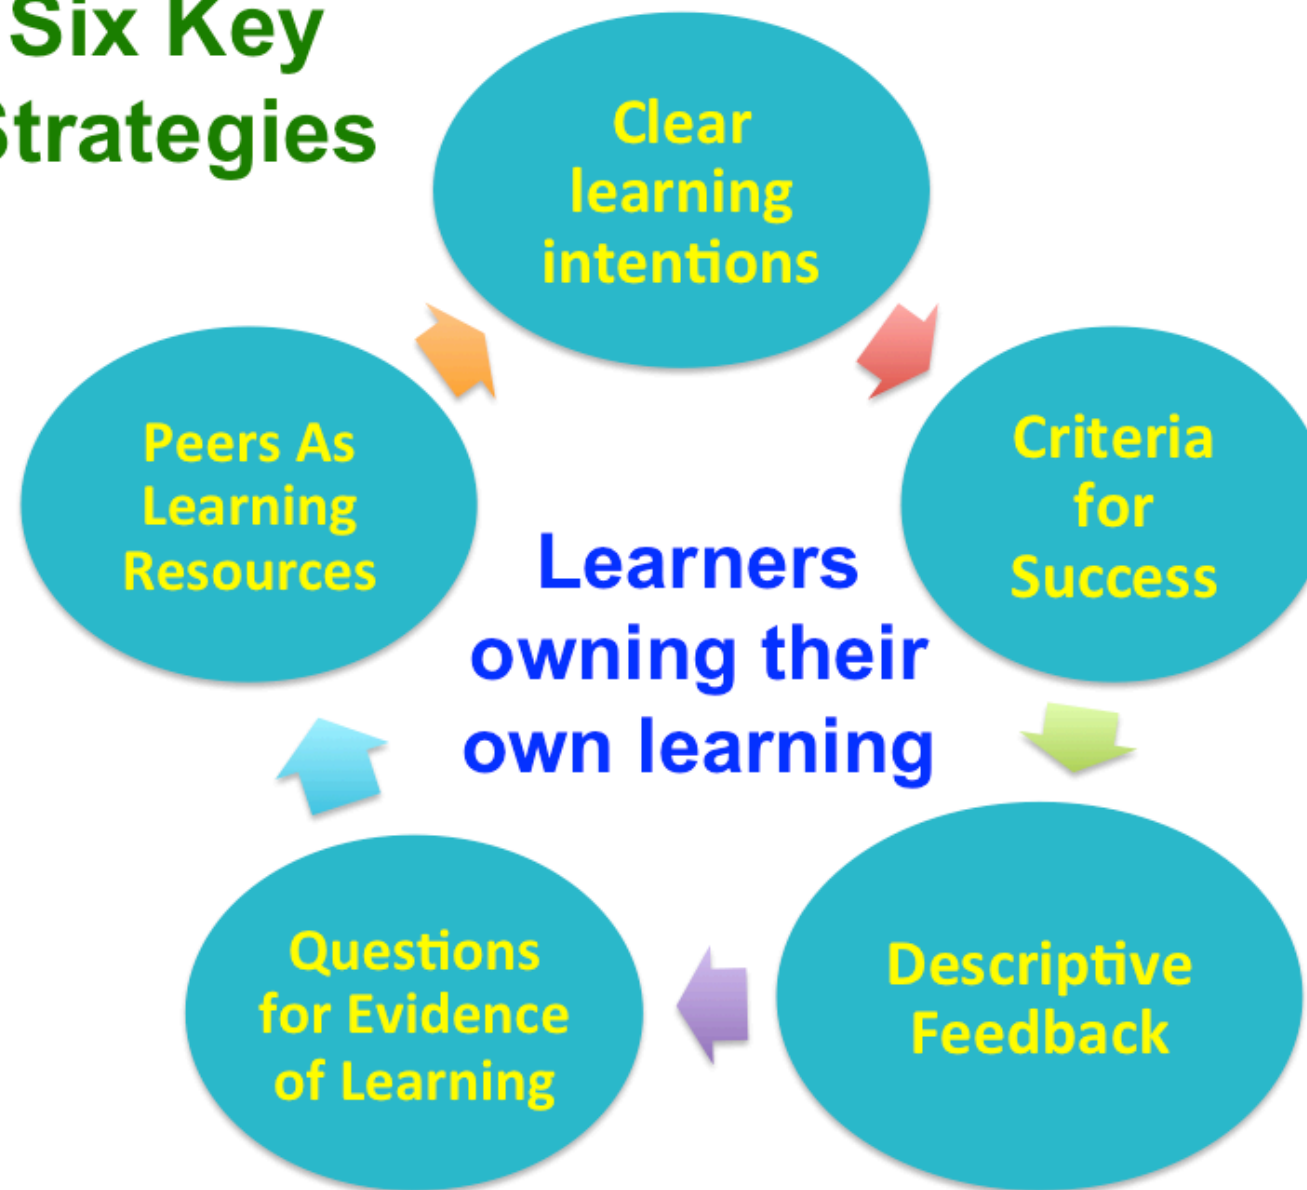 Six Key
Strategies
Clear
learning
intentions
Criteria
for
Success
Descriptive
Feedback
Questions
for Evidence
of Learning
Peers As
Learning
Resources
Learners
owning their
own learning